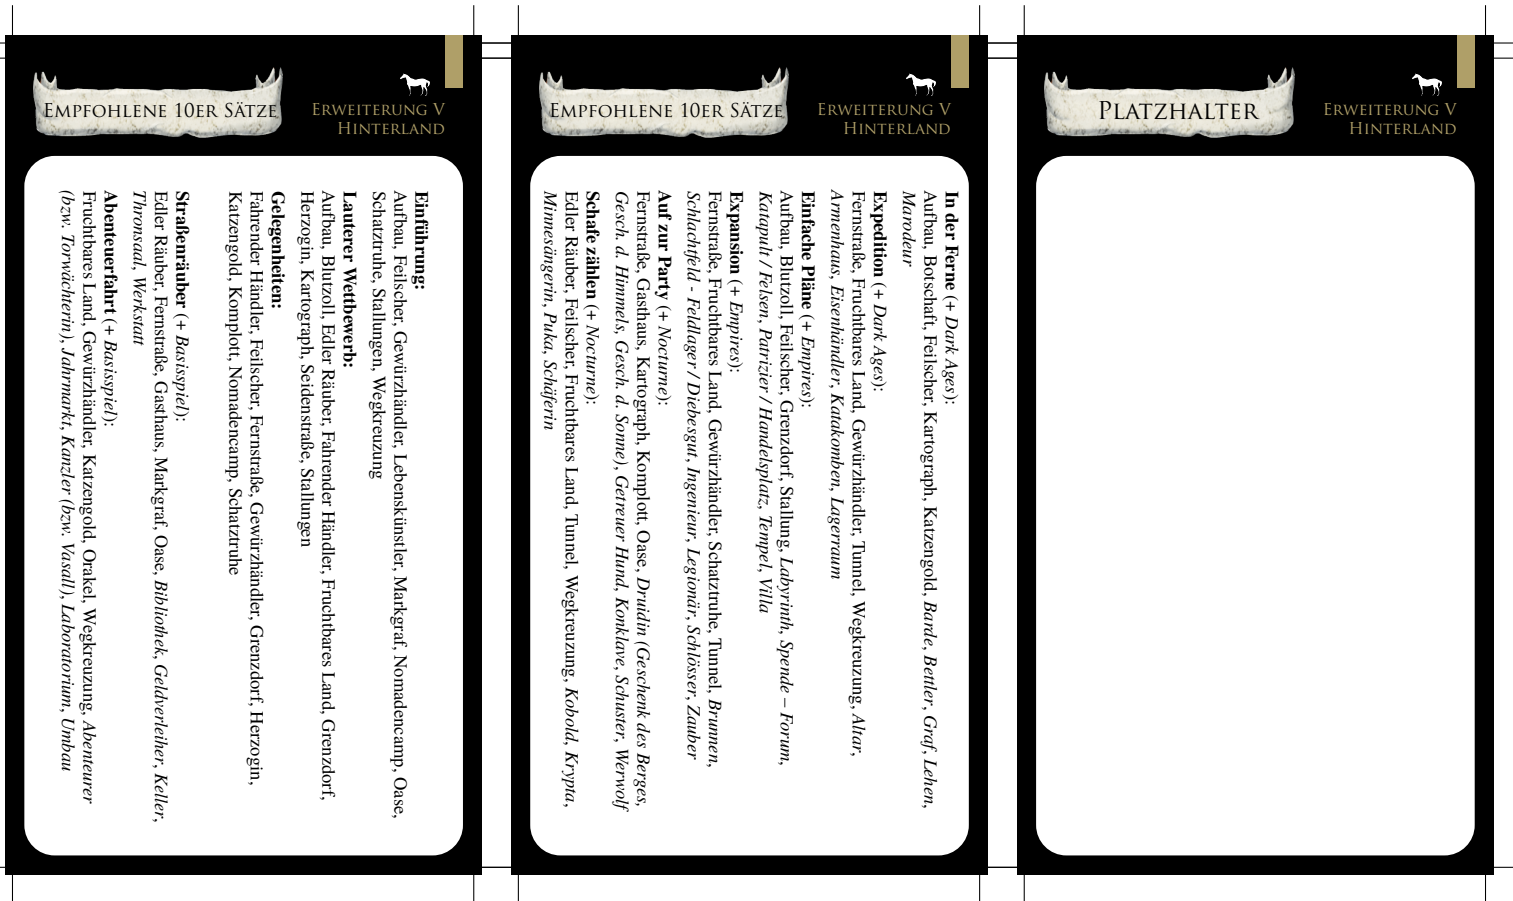 EMPFOHLENE 10ER SÄTZE
ERWEITERUNG V
HINTERLAND
Einführung:
Aufbau, Feilscher, Gewürzhändler, Lebenskünstler, Markgraf, Nomadencamp, Oase,
Schatztruhe, Stallungen, Wegkreuzung
Lauterer Wettbewerb:
Aufbau, Blutzoll, Edler Räuber, Fahrender Händler, Fruchtbares Land, Grenzdorf,
Herzogin, Kartograph, Seidenstraße, Stallungen
Gelegenheiten:
Fahrender Händler, Feilscher, Fernstraße, Gewürzhändler, Grenzdorf, Herzogin,
Katzengold, Komplott, Nomadencamp, Schatztruhe
Straßenräuber (+ Basisspiel):
Edler Räuber, Fernstraße, Gasthaus, Markgraf, Oase, Bibliothek, Geldverleiher, Keller,
Thronsaal, Werkstatt
Abenteuerfahrt (+ Basisspiel):
Fruchtbares Land, Gewürzhändler, Katzengold, Orakel, Wegkreuzung, Abenteurer
(bzw. Torwächterin), Jahrmarkt, Kanzler (bzw. Vasall), Laboratorium, Umbau
EMPFOHLENE 10ER SÄTZE
ERWEITERUNG V
HINTERLAND
In der Ferne (+ Dark Ages):
Aufbau, Botschaft, Feilscher, Kartograph, Katzengold, Barde, Bettler, Graf, Lehen,
Marodeur
Expedition (+ Dark Ages):
Fernstraße, Fruchtbares Land, Gewürzhändler, Tunnel, Wegkreuzung, Altar,
Armenhaus, Eisenhändler, Katakomben, Lagerraum
Einfache Pläne (+ Empires):
Aufbau, Blutzoll, Feilscher, Grenzdorf, Stallung, Labyrinth, Spende – Forum,
Katapult / Felsen, Patrizier / Handelsplatz, Tempel, Villa
Expansion (+ Empires):
Fernstraße, Fruchtbares Land, Gewürzhändler, Schatztruhe, Tunnel, Brunnen,
Schlachtfeld - Feldlager / Diebesgut, Ingenieur, Legionär, Schlösser, Zauber
Auf zur Party (+ Nocturne):
Fernstraße, Gasthaus, Kartograph, Komplott, Oase, Druidin (Geschenk des Berges,
Gesch. d. Himmels, Gesch. d. Sonne), Getreuer Hund, Konklave, Schuster, Werwolf
Schafe zählen (+ Nocturne):
Edler Räuber, Feilscher, Fruchtbares Land, Tunnel, Wegkreuzung, Kobold, Krypta,
Minnesängerin, Puka, Schäferin
PLATZHALTER
ERWEITERUNG V
HINTERLAND